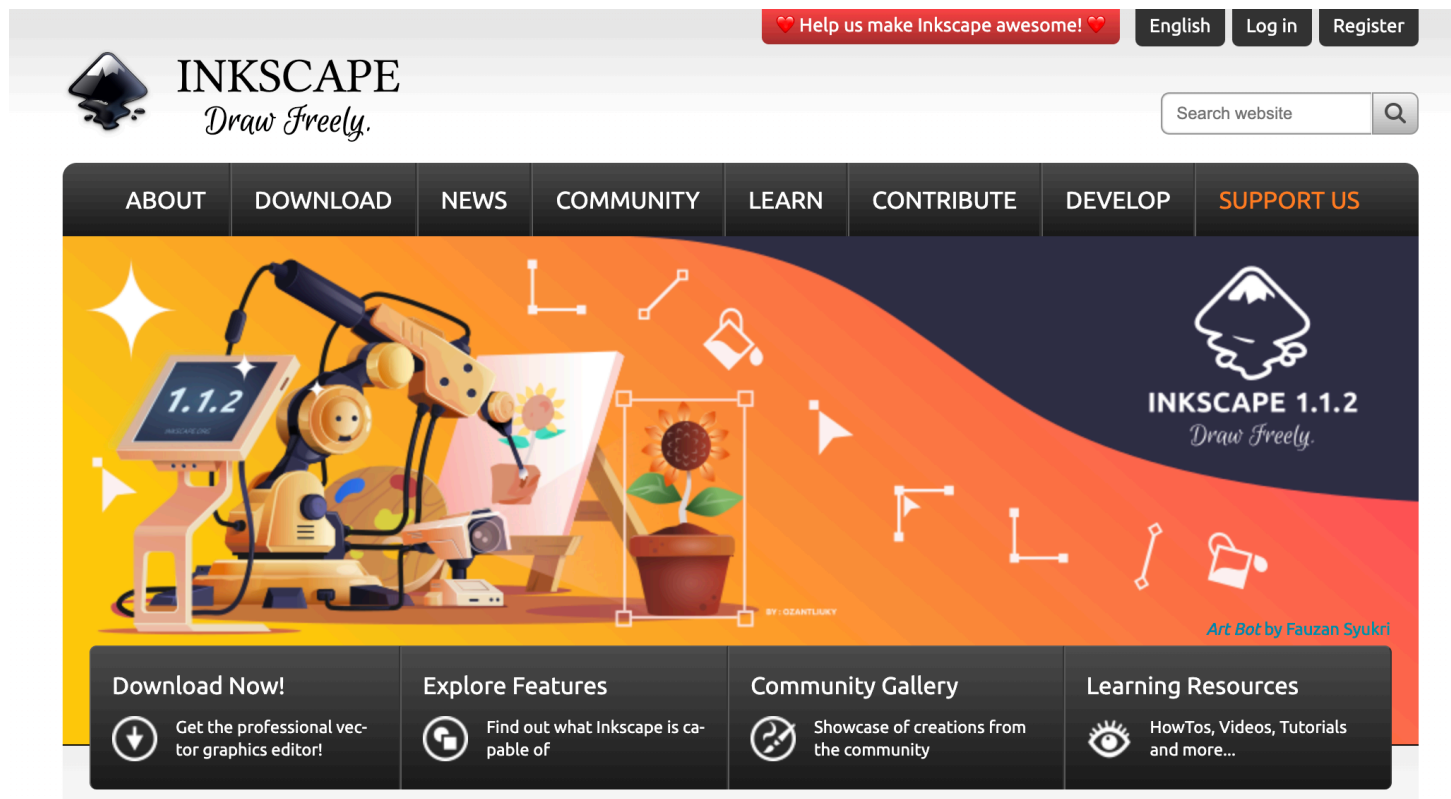 ❤️ Help us make Inkscape awesome! ❤️
English
Log in
Register
INKSCAPE
Draw Freely.
Search website
ABOUT
DOWNLOAD
NEWS
COMMUNITY
LEARN
CONTRIBUTE
DEVELOP
SUPPORT US
1.1.2
INKSCAPE.ORG
INKSCAPE 1.1.2
Draw Freely.
BY : OZANTLIUKY
Art Bot by Fauzan Syukri
Download Now!
Get the professional vec-
tor graphics editor!
Explore Features
Find out what Inkscape is ca-
pable of
Community Gallery
Showcase of creations from
the community
Learning Resources
HowTos, Videos, Tutorials
and more...